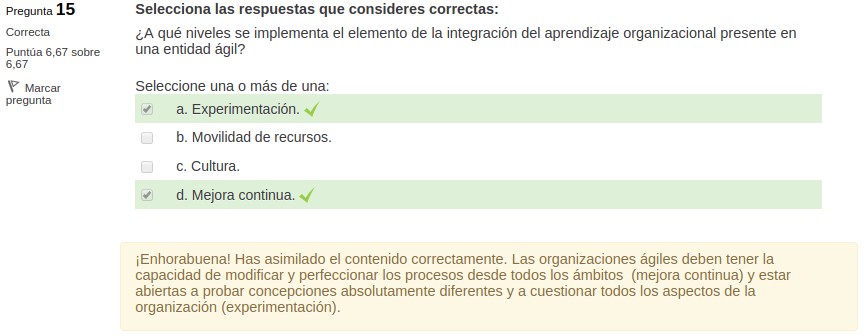 Pregunta 15
Correcta
Puntúa 6,67 sobre
6,67
Marcar
pregunta
Selecciona las respuestas que consideres correctas:
¿A qué niveles se implementa el elemento de la integración del aprendizaje organizacional presente en
una entidad ágil?
Seleccione una o más de una:
a. Experimentación.
b. Movilidad de recursos.
c. Cultura.
d. Mejora continua.
¡Enhorabuena! Has asimilado el contenido correctamente. Las organizaciones ágiles deben tener la
capacidad de modificar y perfeccionar los procesos desde todos los ámbitos (mejora continua) y estar
abiertas a probar concepciones absolutamente diferentes y a cuestionar todos los aspectos de la
organización (experimentación).